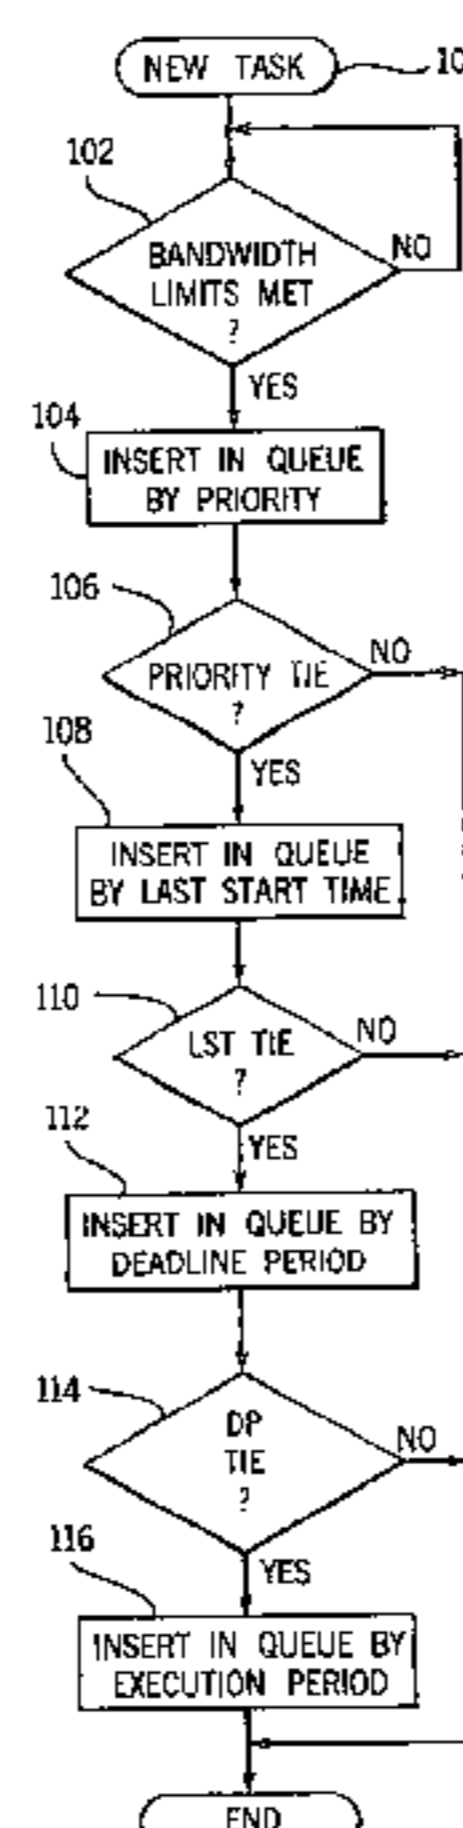 NEW TASK
10
102
BANDWIDTH
LIMITS MET
?
NO
YES
104
INSERT IN QUEUE
BY PRIORITY
106
PRIORITY TIE
?
NO
YES
108
INSERT IN QUEUE
BY LAST START TIME
110
LST TIE
?
NO
YES
112
INSERT IN QUEUE BY
DEADLINE PERIOD
114
DP
TIE
?
NO
YES
116
INSERT IN QUEUE BY
EXECUTION PERIOD
END